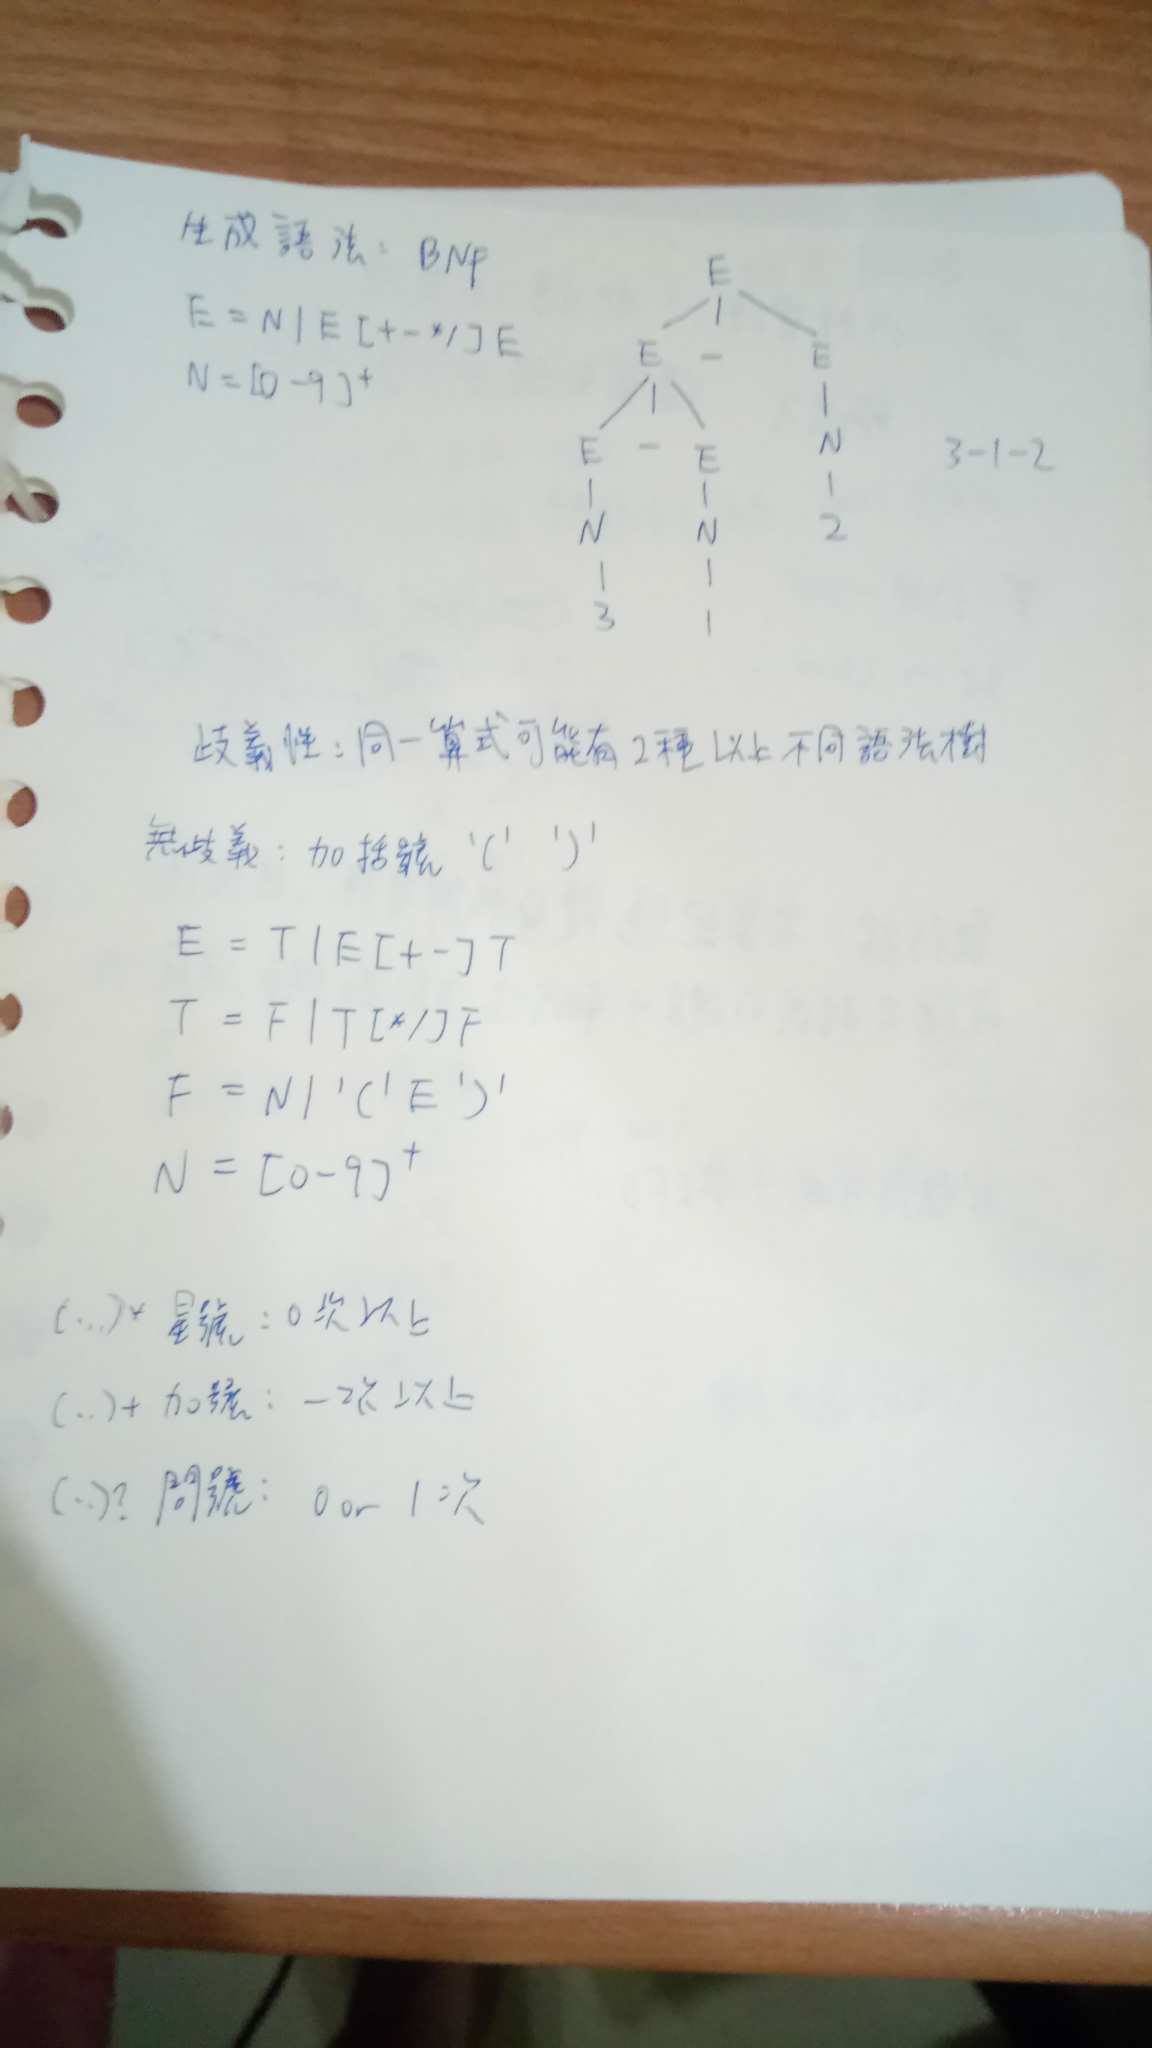 生成語法: BNF
E = N | E [+-*/] E
N = [0-9]+
E
E - E
E - E N
N N 2
3 1
3-1-2
歧義性: 同一算式可能有2種以上不同語法樹
無歧義: 加括號 '(' ')'
E = T | E [+-] T
T = F | T [*/] F
F = N | '(' E ')'
N = [0-9]+
(...)* 星號: 0次以上
(..)+ 加號: 一次以上
(..)? 問號: 0 or 1次